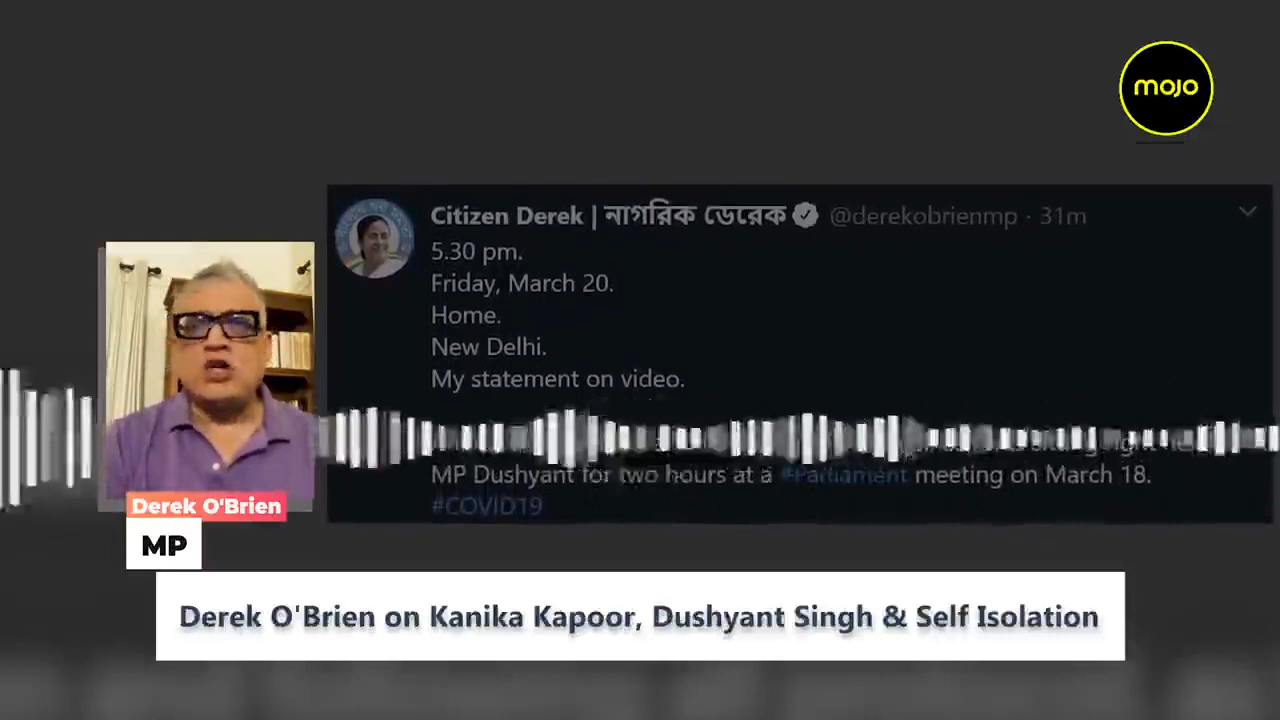 mojo
Citizen Derek | নাগরিক ডেরেক @derekobrienmp · 31m
5.30 pm.
Friday, March 20.
Home.
New Delhi.
My statement on video.
MP Dushyant for two hours at a #Parliament meeting on March 18.
#COVID19
Derek O'Brien
MP
Derek O'Brien on Kanika Kapoor, Dushyant Singh & Self Isolation